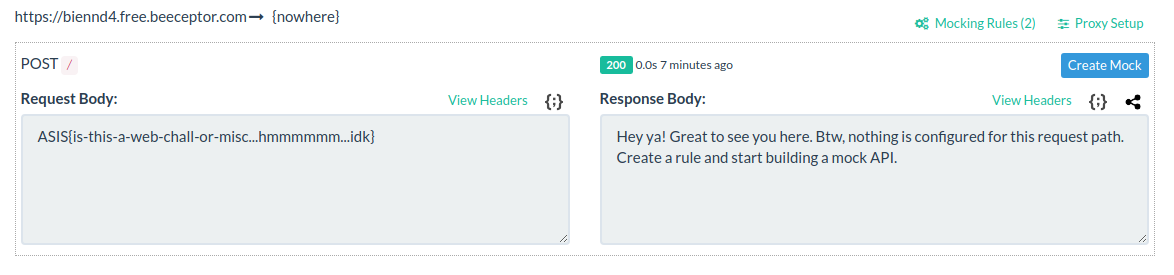 https://biennd4.free.beeceptor.com → {nowhere}
Mocking Rules (2) Proxy Setup
POST / 200 0.0s 7 minutes ago Create Mock
Request Body: View Headers {;} Response Body: View Headers {;}
ASIS{is-this-a-web-chall-or-misc...hmmmmmm...idk}
Hey ya! Great to see you here. Btw, nothing is configured for this request path.
Create a rule and start building a mock API.